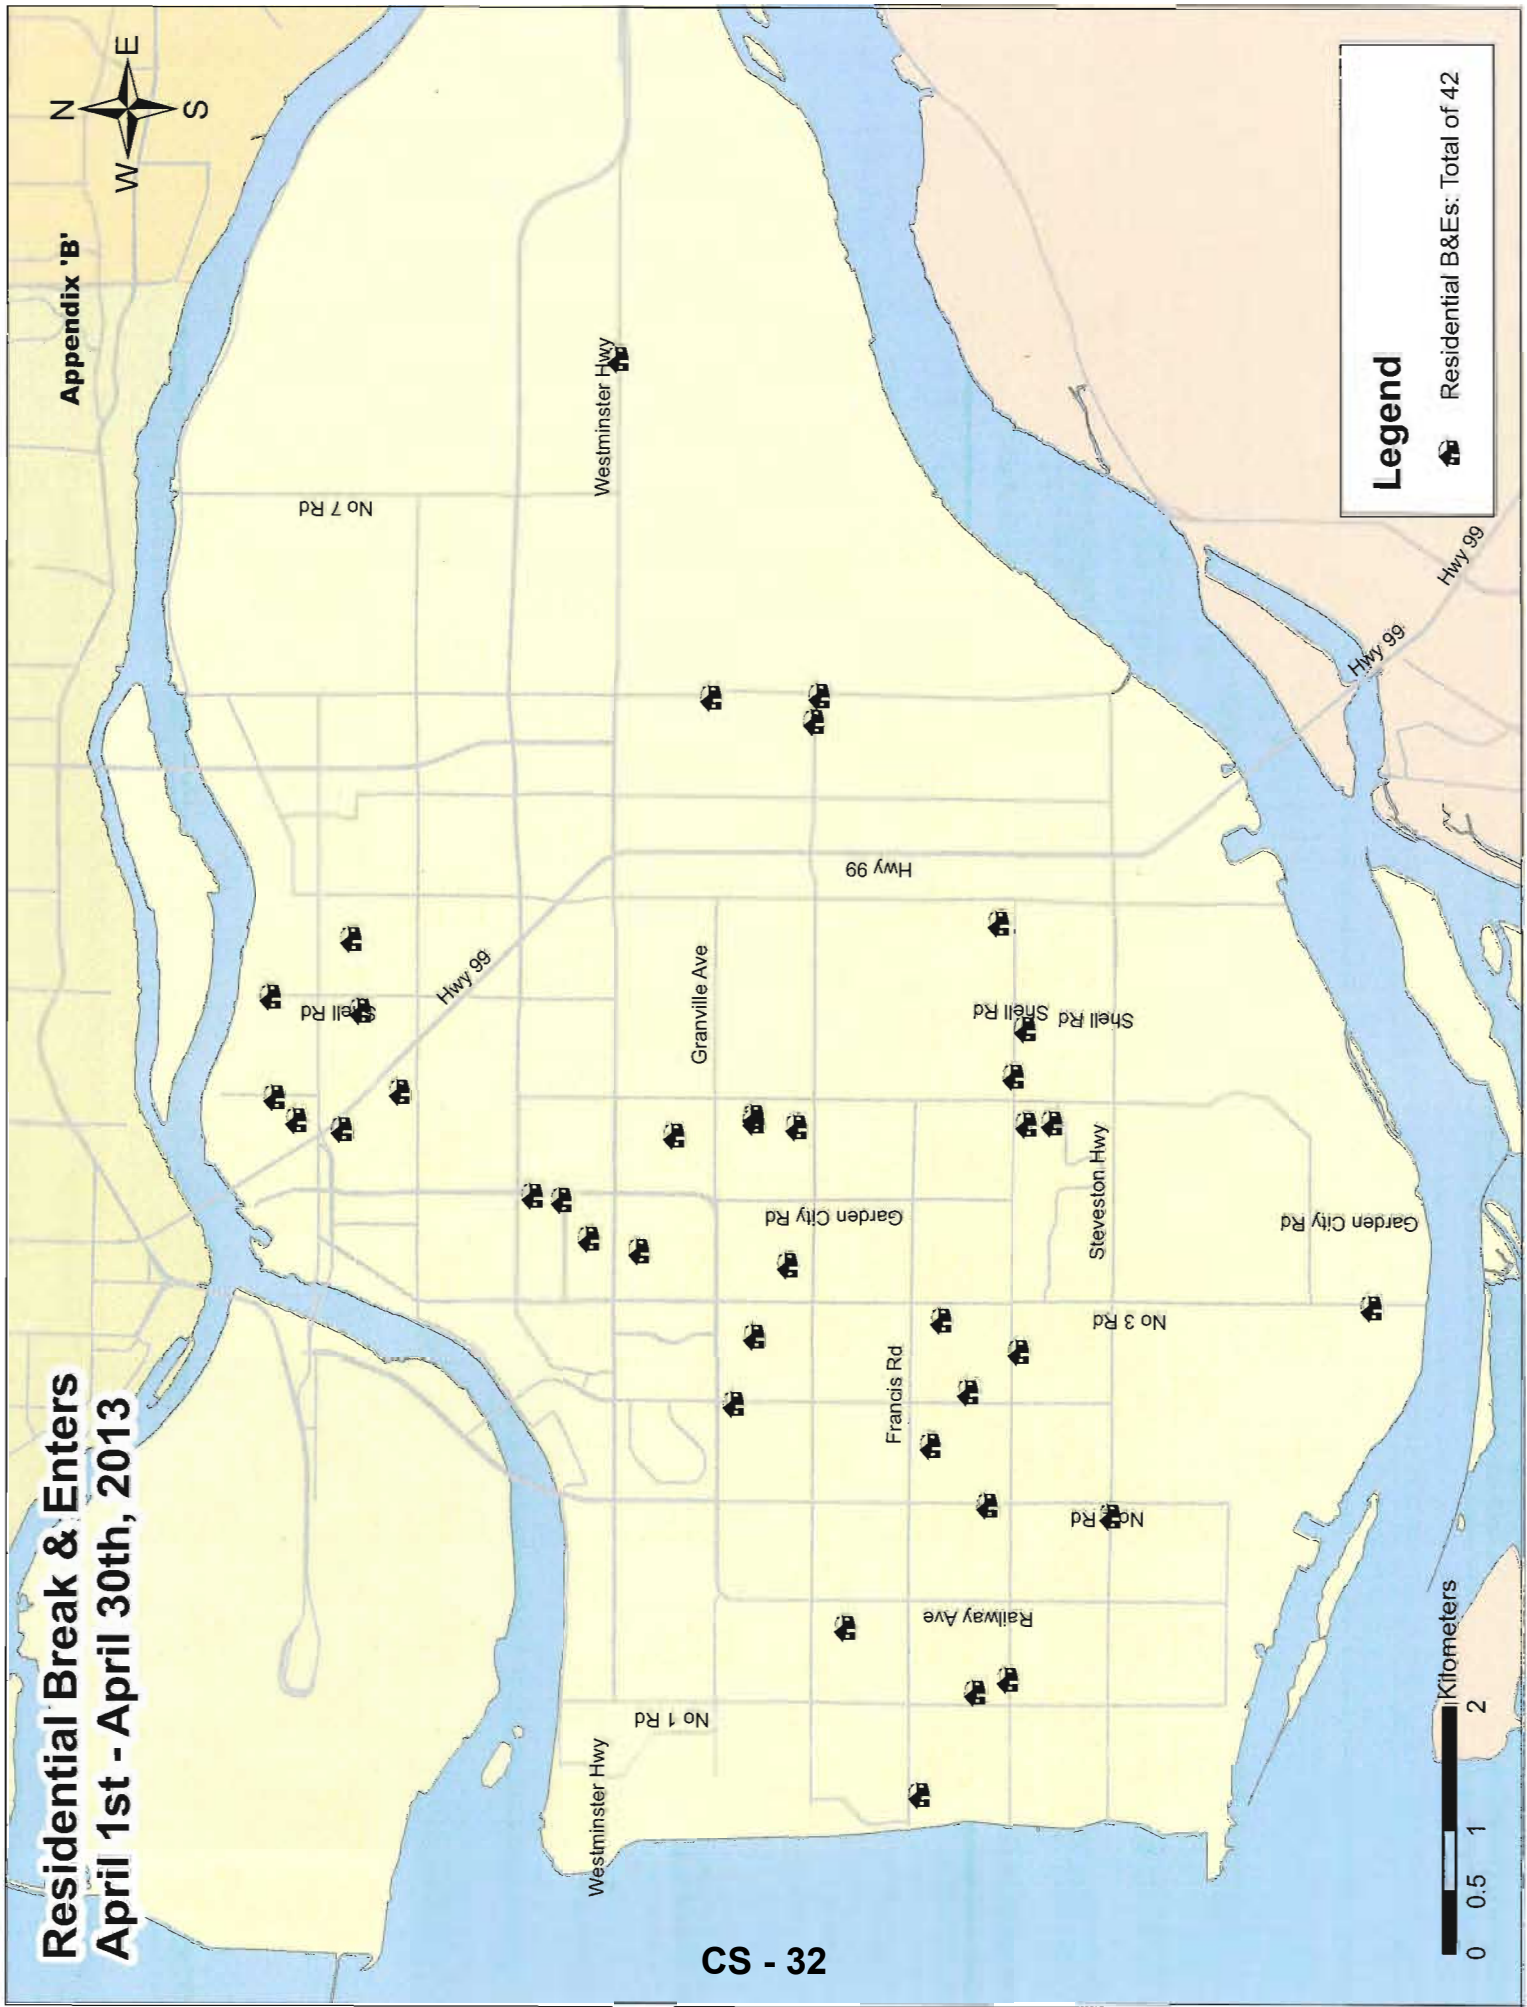 Residential Break & Enters
April 1st - April 30th, 2013
Appendix 'B'
N
W
E
S
No 7 Rd
Westminster Hwy
Hwy 99
Shell Rd
Hwy 99
Granville Ave
Shell Rd
Shell Rd
Garden City Rd
Steveston Hwy
Garden City Rd
No 3 Rd
Francis Rd
No 2 Rd
Railway Ave
No 1 Rd
Westminster Hwy
Hwy 99
Hwy 99
Legend
Residential B&Es: Total of 42
Kilometers
0 0.5 1 2
CS - 32